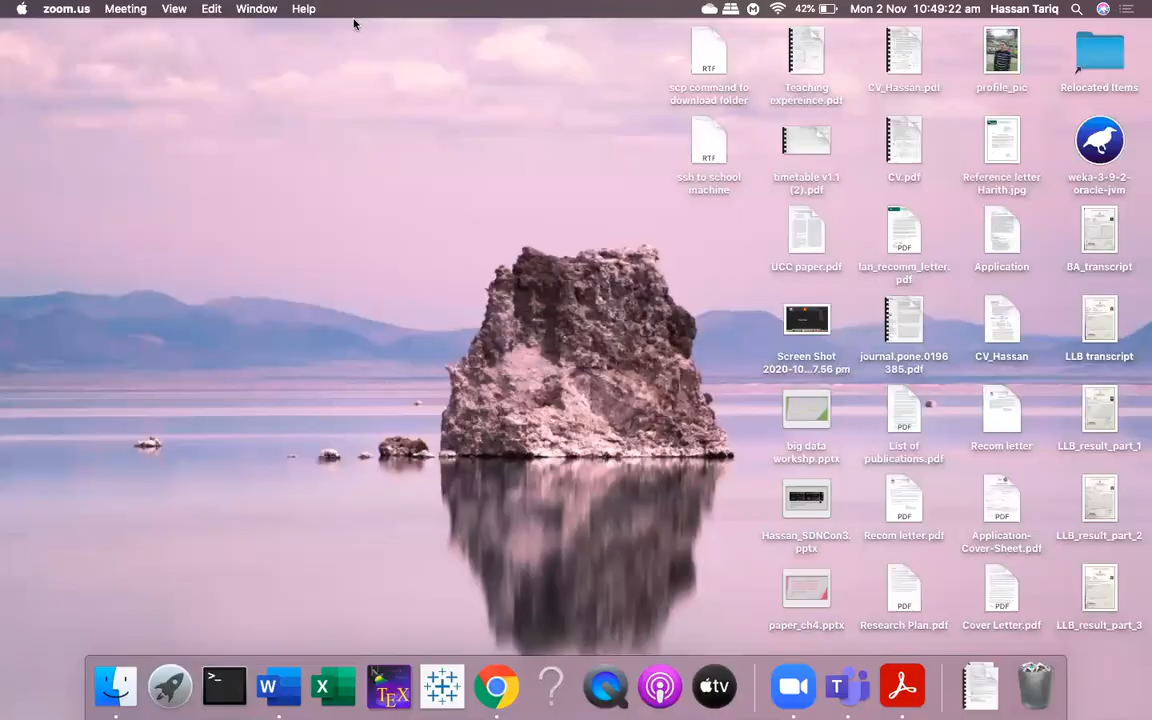 zoom.us Meeting View Edit Window Help 42% Mon 2 Nov 10:49:22 am Hassan Tariq
RTF
scp command to
download folder
Teaching
expereince.pdf
CV_Hassan.pdf
profile_pic
Relocated Items
RTF
ssh to school
machine
timetable v1.1
(2).pdf
CV.pdf
Reference letter
Harith.jpg
weka-3-9-2-
oracle-jvm
UCC paper.pdf
PDF
Ian_recomm_letter.
pdf
Application
BA_transcript
Screen Shot
2020-10...7.56 pm
journal.pone.0196
385.pdf
CV_Hassan
LLB transcript
big data
workshp.pptx
PDF
List of
publications.pdf
Recom letter
LLB_result_part_1
Hassan_SDNCon3.
pptx
PDF
Recom letter.pdf
Application-
Cover-Sheet.pdf
LLB_result_part_2
paper_ch4.pptx
PDF
Research Plan.pdf
PDF
Cover Letter.pdf
LLB_result_part_3
>_
W
X
TEX
?
tv
T